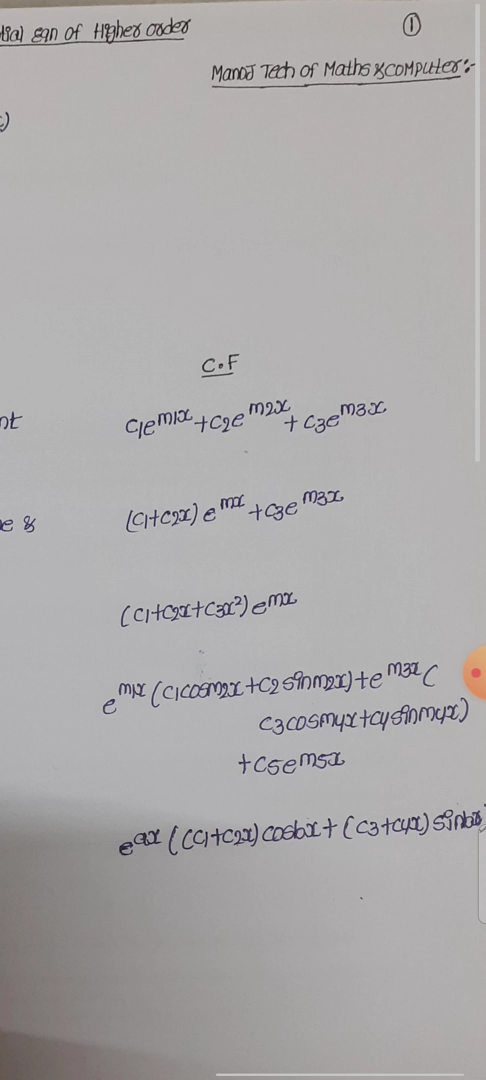 tial eqn of Higher order
①
Manoj Tech of Maths & COMPUTER:-
)
C.F
nt
C1e^m1x + C2e^m2x + C3e^m3x
e &
(C1+C2x) e^mx + C3e^m3x
(C1+C2x+C3x²) e^mx
e^m1x (C1cosm2x+C2sinm2x)+e^m3x (
C3cosm4x+C4sinm4x)
+C5e^m5x
e^ax ((C1+C2x) cosbx + (C3+C4x) sinbx